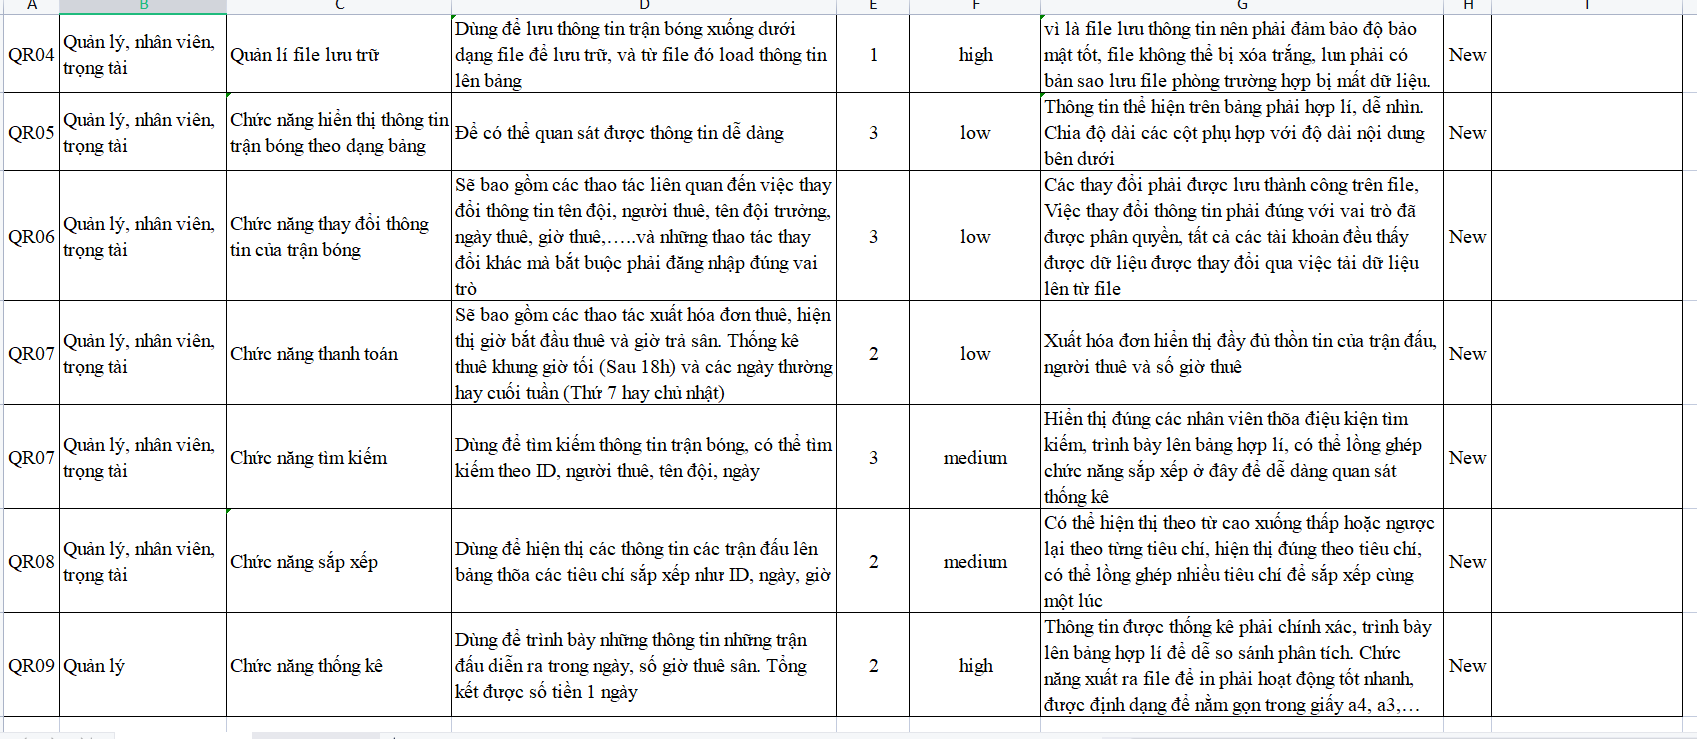 A B C D E F G H I
QR04
Quản lý, nhân viên,
trọng tài
Quản lí file lưu trữ
Dùng để lưu thông tin trận bóng xuống dưới
dạng file để lưu trữ, và từ file đó load thông tin
lên bảng
1
high
vì là file lưu thông tin nên phải đảm bảo độ bảo
mật tốt, file không thể bị xóa trắng, lun phải có
bản sao lưu file phòng trường hợp bị mất dữ liệu.
New
QR05
Quản lý, nhân viên,
trọng tài
Chức năng hiển thị thông tin
trận bóng theo dạng bảng
Để có thể quan sát được thông tin dễ dàng
3
low
Thông tin thể hiện trên bảng phải hợp lí, dễ nhìn.
Chia độ dài các cột phụ hợp với độ dài nội dung
bên dưới
New
QR06
Quản lý, nhân viên,
trọng tài
Chức năng thay đổi thông
tin của trận bóng
Sẽ bao gồm các thao tác liên quan đến việc thay
đổi thông tin tên đội, người thuê, tên đội trưởng,
ngày thuê, giờ thuê,…..và những thao tác thay
đổi khác mà bắt buộc phải đăng nhập đúng vai
trò
3
low
Các thay đổi phải được lưu thành công trên file,
Việc thay đổi thông tin phải đúng với vai trò đã
được phân quyền, tất cả các tài khoản đều thấy
được dữ liệu được thay đổi qua việc tải dữ liệu
lên từ file
New
QR07
Quản lý, nhân viên,
trọng tài
Chức năng thanh toán
Sẽ bao gồm các thao tác xuất hóa đơn thuê, hiện
thị giờ bắt đầu thuê và giờ trả sân. Thống kê
thuê khung giờ tối (Sau 18h) và các ngày thường
hay cuối tuần (Thứ 7 hay chủ nhật)
2
low
Xuất hóa đơn hiển thị đầy đủ thồn tin của trận đấu,
người thuê và số giờ thuê
New
QR07
Quản lý, nhân viên,
trọng tài
Chức năng tìm kiếm
Dùng để tìm kiếm thông tin trận bóng, có thể tìm
kiếm theo ID, người thuê, tên đội, ngày
3
medium
Hiển thị đúng các nhân viên thõa điệu kiện tìm
kiếm, trình bày lên bảng hợp lí, có thể lồng ghép
chức năng sắp xếp ở đây để dễ dàng quan sát
thống kê
New
QR08
Quản lý, nhân viên,
trọng tài
Chức năng sắp xếp
Dùng để hiện thị các thông tin các trận đấu lên
bảng thõa các tiêu chí sắp xếp như ID, ngày, giờ
2
medium
Có thể hiện thị theo từ cao xuống thấp hoặc ngược
lại theo từng tiêu chí, hiện thị đúng theo tiêu chí,
có thể lồng ghép nhiều tiêu chí để sắp xếp cùng
một lúc
New
QR09
Quản lý
Chức năng thống kê
Dùng để trình bày những thông tin những trận
đấu diễn ra trong ngày, số giờ thuê sân. Tổng
kết được số tiền 1 ngày
2
high
Thông tin được thống kê phải chính xác, trình bày
lên bảng hợp lí để dễ so sánh phân tích. Chức
năng xuất ra file để in phải hoạt động tốt nhanh,
được định dạng để nằm gọn trong giấy a4, a3,…
New